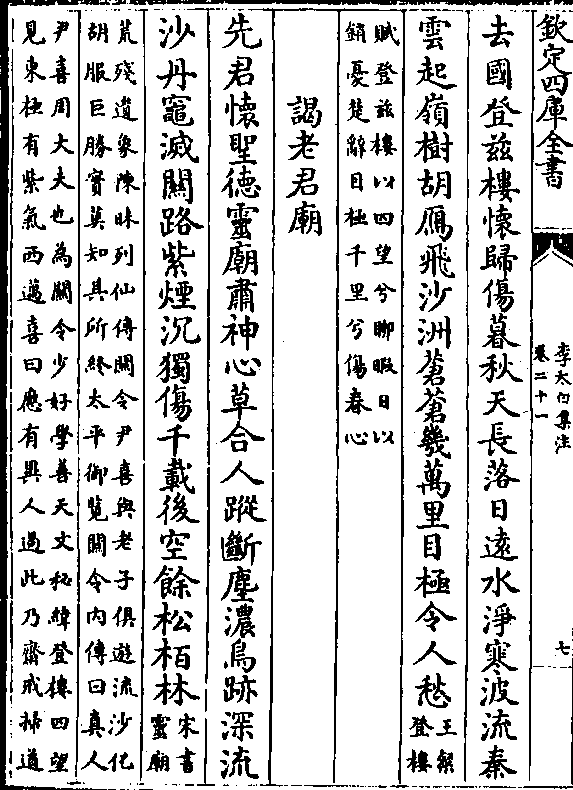 欽定四庫全書
李太白集注
卷二十一
七
去國登茲樓懷歸傷暮秋天長落日遠水淨寒波流秦
雲起嶺樹胡鴈飛沙洲蒼蒼幾萬里目極令人愁
王粲
登樓
賦登茲樓以四望兮聊暇日以
銷憂楚辭目極千里兮傷春心
謁老君廟
先君懷聖德靈廟肅神心草合人蹤斷塵濃鳥跡深流
沙丹竈滅關路紫煙沉獨傷千載後空餘松栢林
宋書
靈廟
荒殘遺象陳昧列仙傳關令尹喜與老子俱遊流沙化
胡服巨勝實莫知其所終太平御覽關令內傳曰真人
尹喜周大夫也為關令少好學善天文秘緯登樓四望
見東極有紫氣西邁喜曰應有異人過此乃齋戒掃道